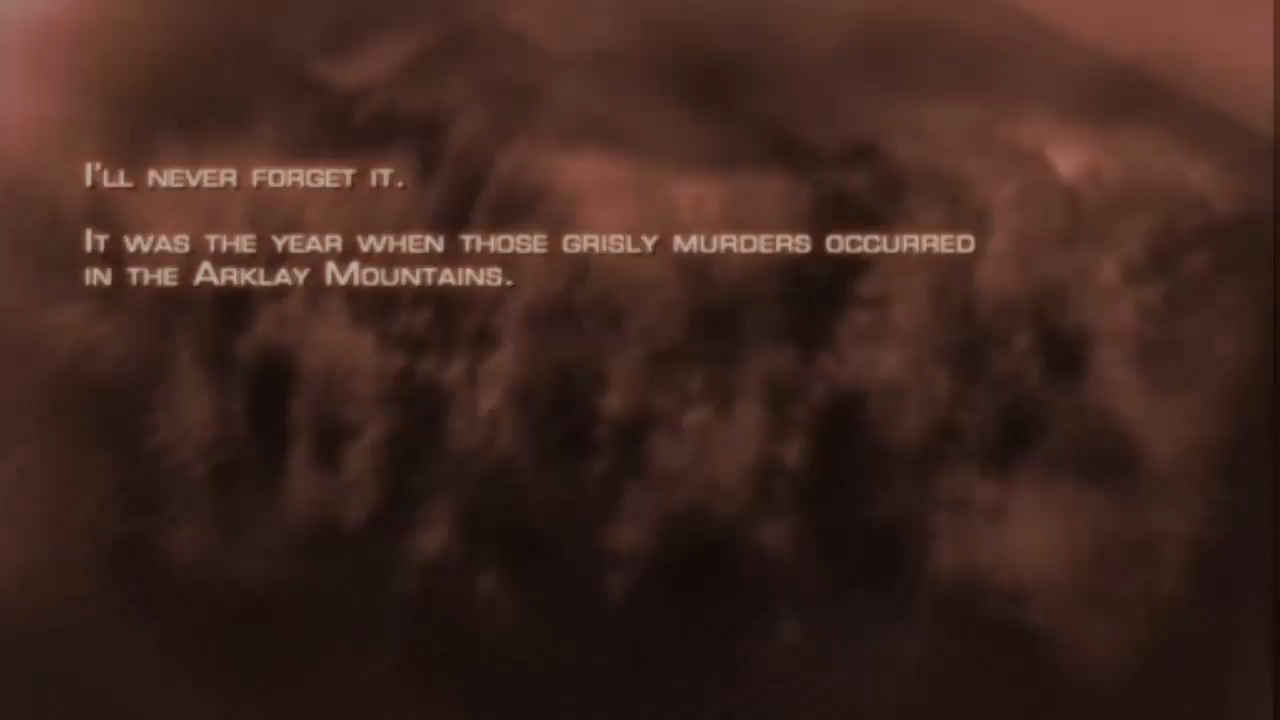 I'll never forget it.
It was the year when those grisly murders occurred
in the Arklay Mountains.